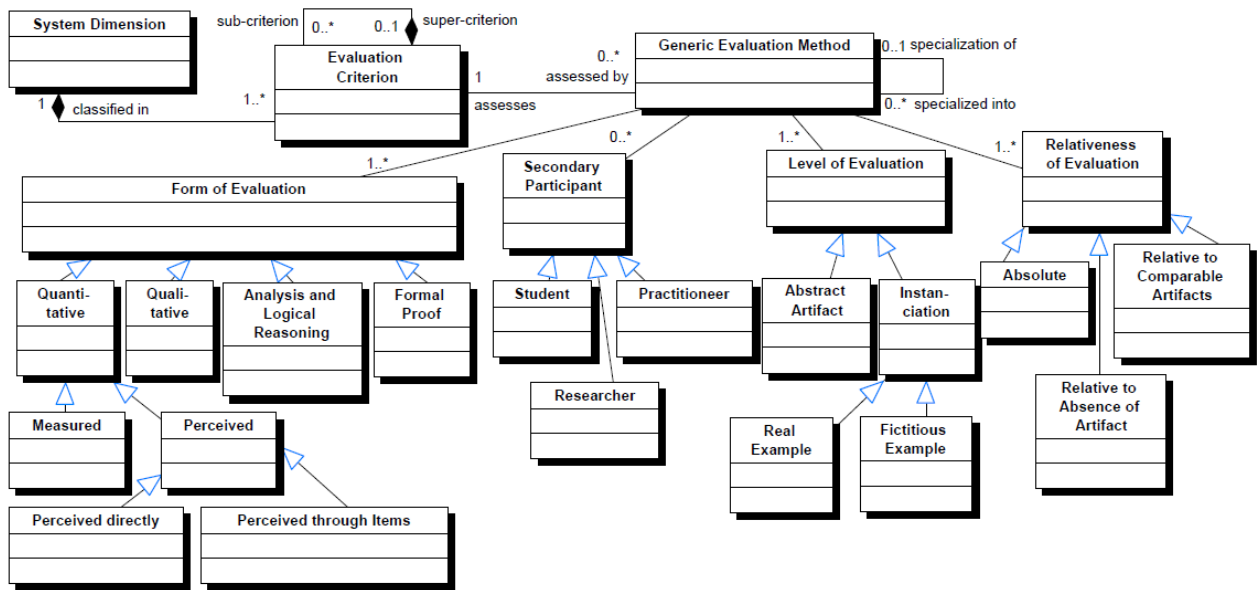 System Dimension
sub-criterion
0..*
0..1
super-criterion
Evaluation
Criterion
Generic Evaluation Method
0..1
specialization of
0..*
assessed by
1
assesses
1
classified in
1..*
0..*
specialized into
1..*
0..*
1..*
1..*
Form of Evaluation
Secondary
Participant
Level of Evaluation
Relativeness
of Evaluation
Quanti-
tative
Quali-
tative
Analysis and
Logical
Reasoning
Formal
Proof
Student
Practitioneer
Abstract
Artifact
Instan-
ciation
Absolute
Relative to
Comparable
Artifacts
Researcher
Relative to
Absence of
Artifact
Measured
Perceived
Real
Example
Fictitious
Example
Perceived directly
Perceived through Items